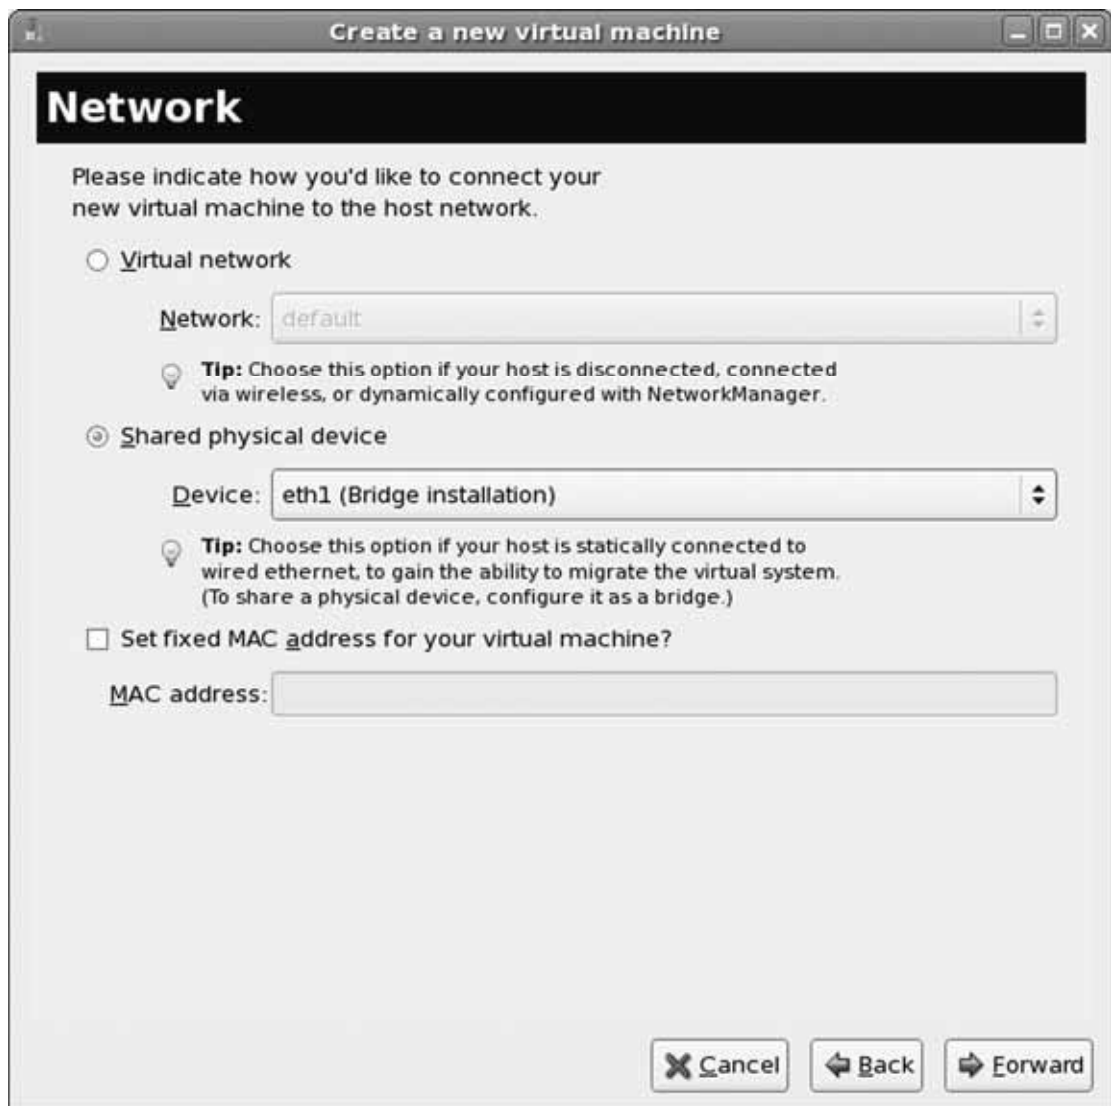 Create a new virtual machine
Network
Please indicate how you'd like to connect your
new virtual machine to the host network.
Virtual network
Network: default
Tip: Choose this option if your host is disconnected, connected
via wireless, or dynamically configured with NetworkManager.
Shared physical device
Device: eth1 (Bridge installation)
Tip: Choose this option if your host is statically connected to
wired ethernet, to gain the ability to migrate the virtual system.
(To share a physical device, configure it as a bridge.)
Set fixed MAC address for your virtual machine?
MAC address:
Cancel Back Forward